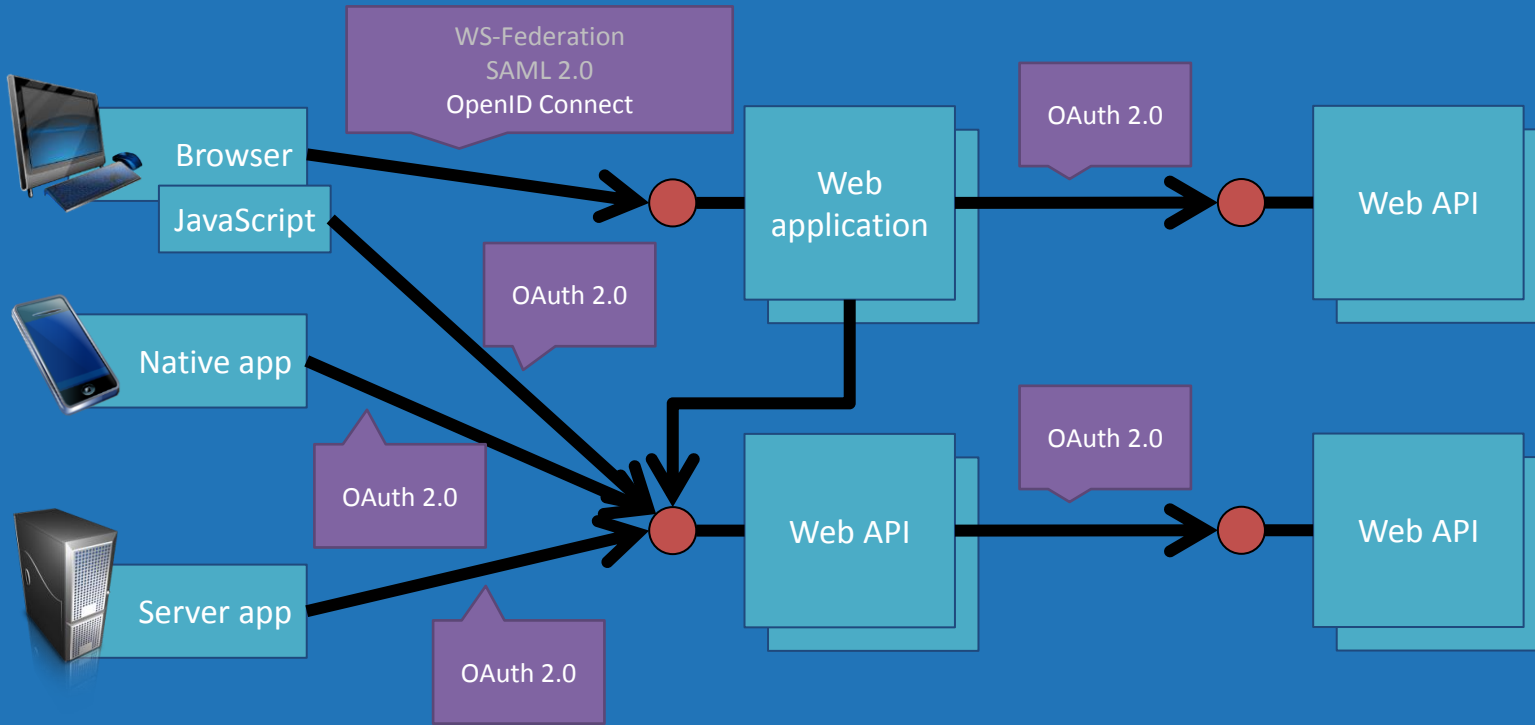 WS-Federation
SAML 2.0
OpenID Connect
OAuth 2.0
Browser
JavaScript
Web
application
Web API
OAuth 2.0
Native app
OAuth 2.0
OAuth 2.0
Web API
Web API
Server app
OAuth 2.0